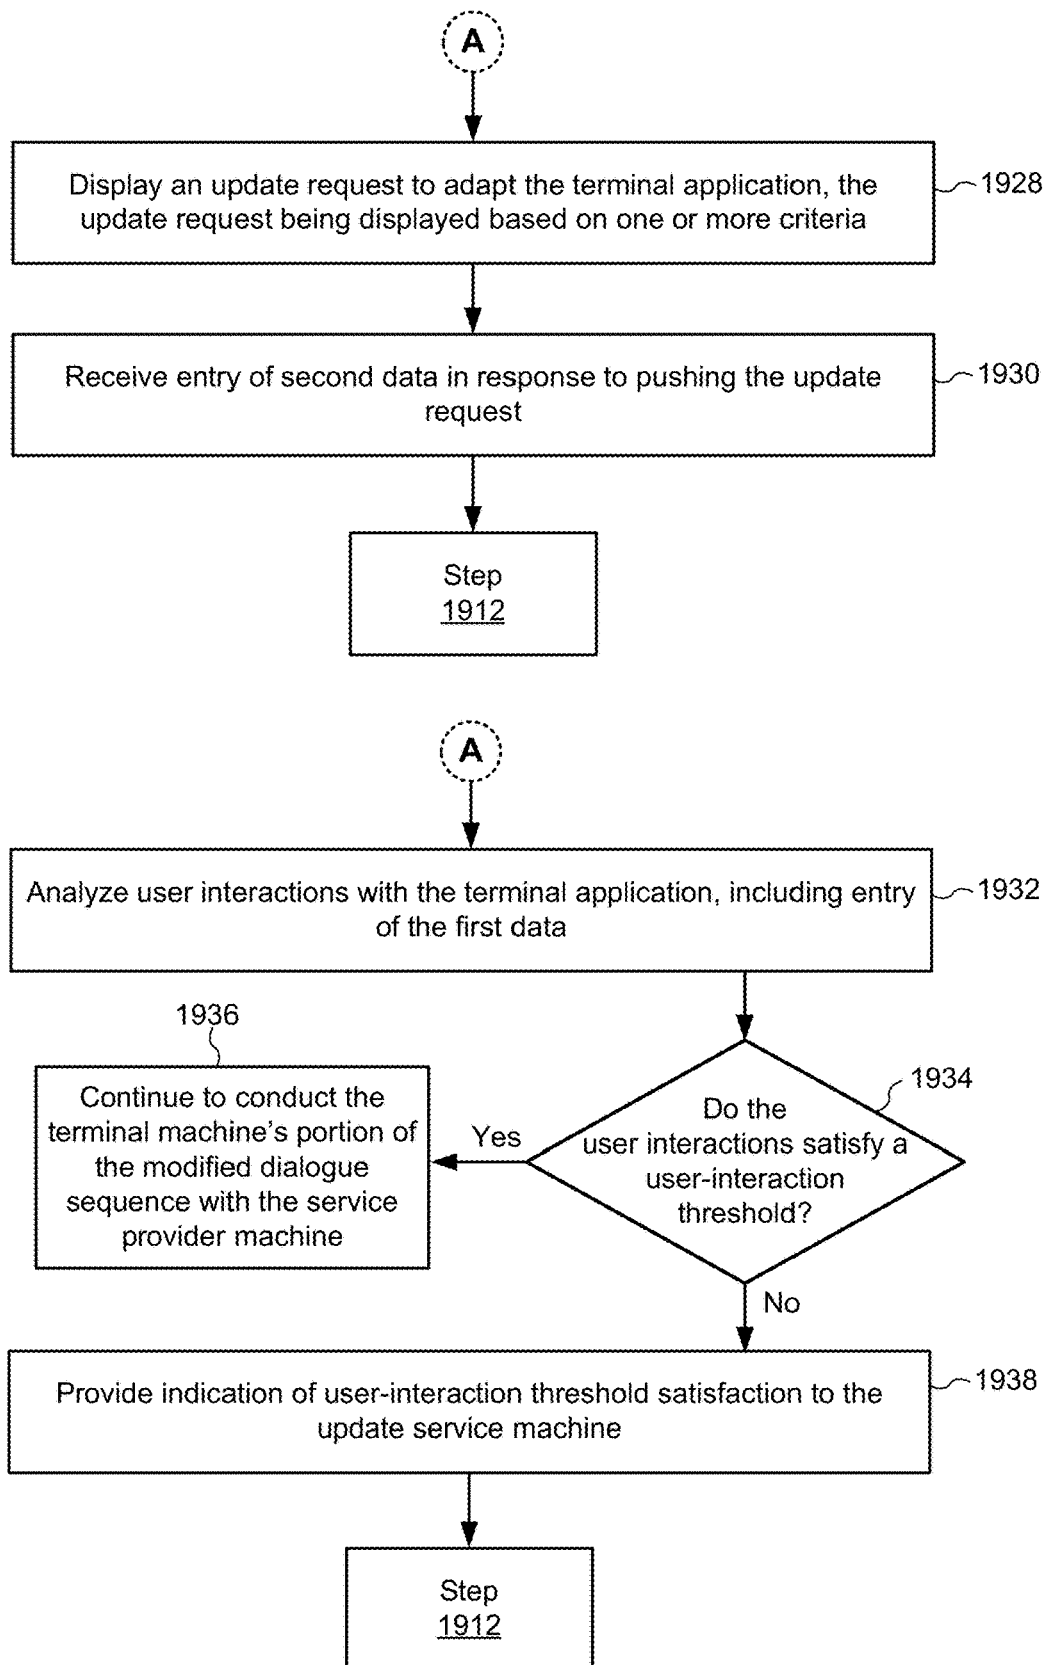 A
Display an update request to adapt the terminal application, the
update request being displayed based on one or more criteria
1928
Receive entry of second data in response to pushing the update
request
1930
Step
1912
A
Analyze user interactions with the terminal application, including entry
of the first data
1932
1936
Continue to conduct the
terminal machine's portion of
the modified dialogue
sequence with the service
provider machine
Yes
Do the
user interactions satisfy a
user-interaction
threshold?
1934
No
Provide indication of user-interaction threshold satisfaction to the
update service machine
1938
Step
1912